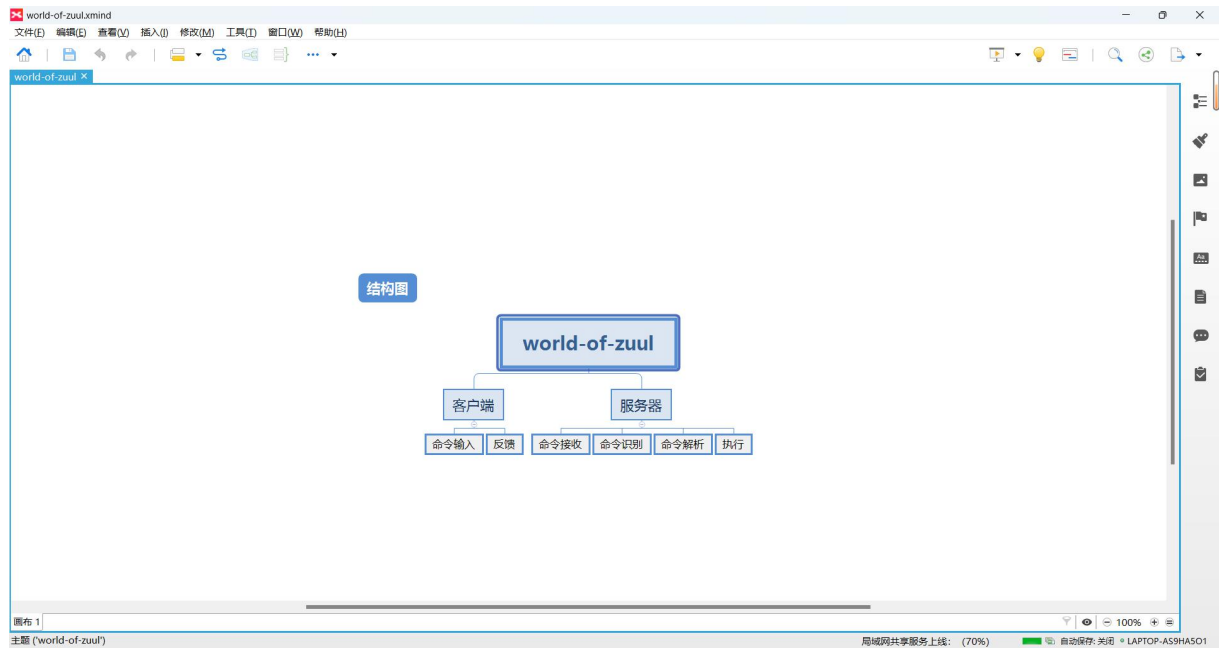 world-of-zuul.xmind
文件(F) 编辑(E) 查看(V) 插入(I) 修改(M) 工具(T) 窗口(W) 帮助(H)
world-of-zuul
结构图
world-of-zuul
客户端 服务器
命令输入 反馈 命令接收 命令识别 命令解析 执行
画布 1
100%
主题 ('world-of-zuul') 局域网共享服务上线: (70%) 自动保存: 关闭 LAPTOP-AS9HA5O1